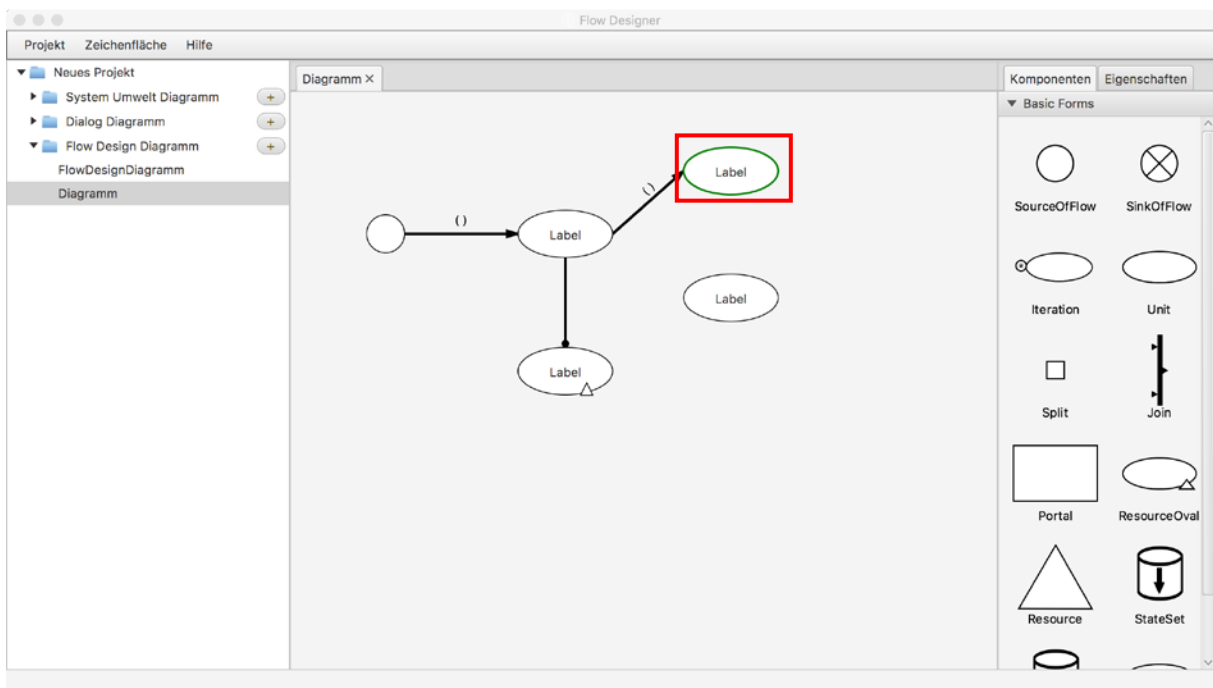 Flow Designer
Projekt Zeichenfläche Hilfe
Neues Projekt
System Umwelt Diagramm +
Dialog Diagramm +
Flow Design Diagramm +
FlowDesignDiagramm
Diagramm
Diagramm ×
Label
()
()
Label
Label
Label
Komponenten Eigenschaften
Basic Forms
SourceOfFlow SinkOfFlow
Iteration Unit
Split Join
Portal ResourceOval
Resource StateSet